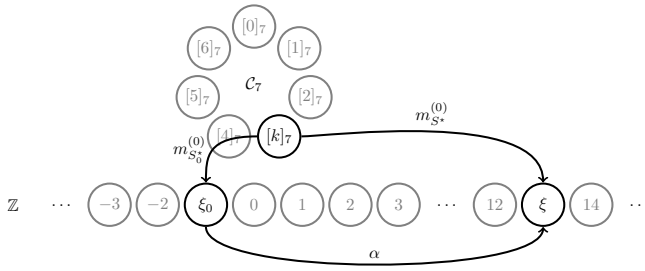 [0]₇
[6]₇ [1]₇
𝒞₇
[5]₇ [2]₇
[4]₇ [k]₇
m_{S_0^⋆}^{(0)} m_{S^⋆}^{(0)}
ℤ ⋯ −3 −2 ξ₀ 0 1 2 3 ⋯ 12 ξ 14 ⋯
α